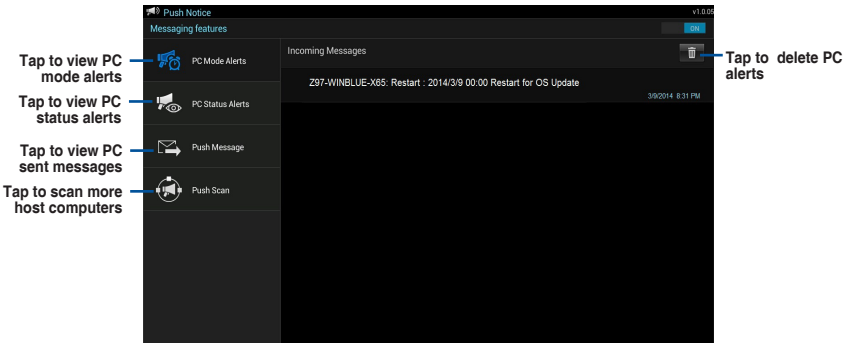 Push Notice
v1.0.05
Messaging features
ON
Tap to view PC
mode alerts
PC Mode Alerts
Incoming Messages
Tap to delete PC
alerts
Z97-WINBLUE-X65: Restart : 2014/3/9 00:00 Restart for OS Update
3/9/2014 8:31 PM
Tap to view PC
status alerts
PC Status Alerts
Tap to view PC
sent messages
Push Message
Tap to scan more
host computers
Push Scan